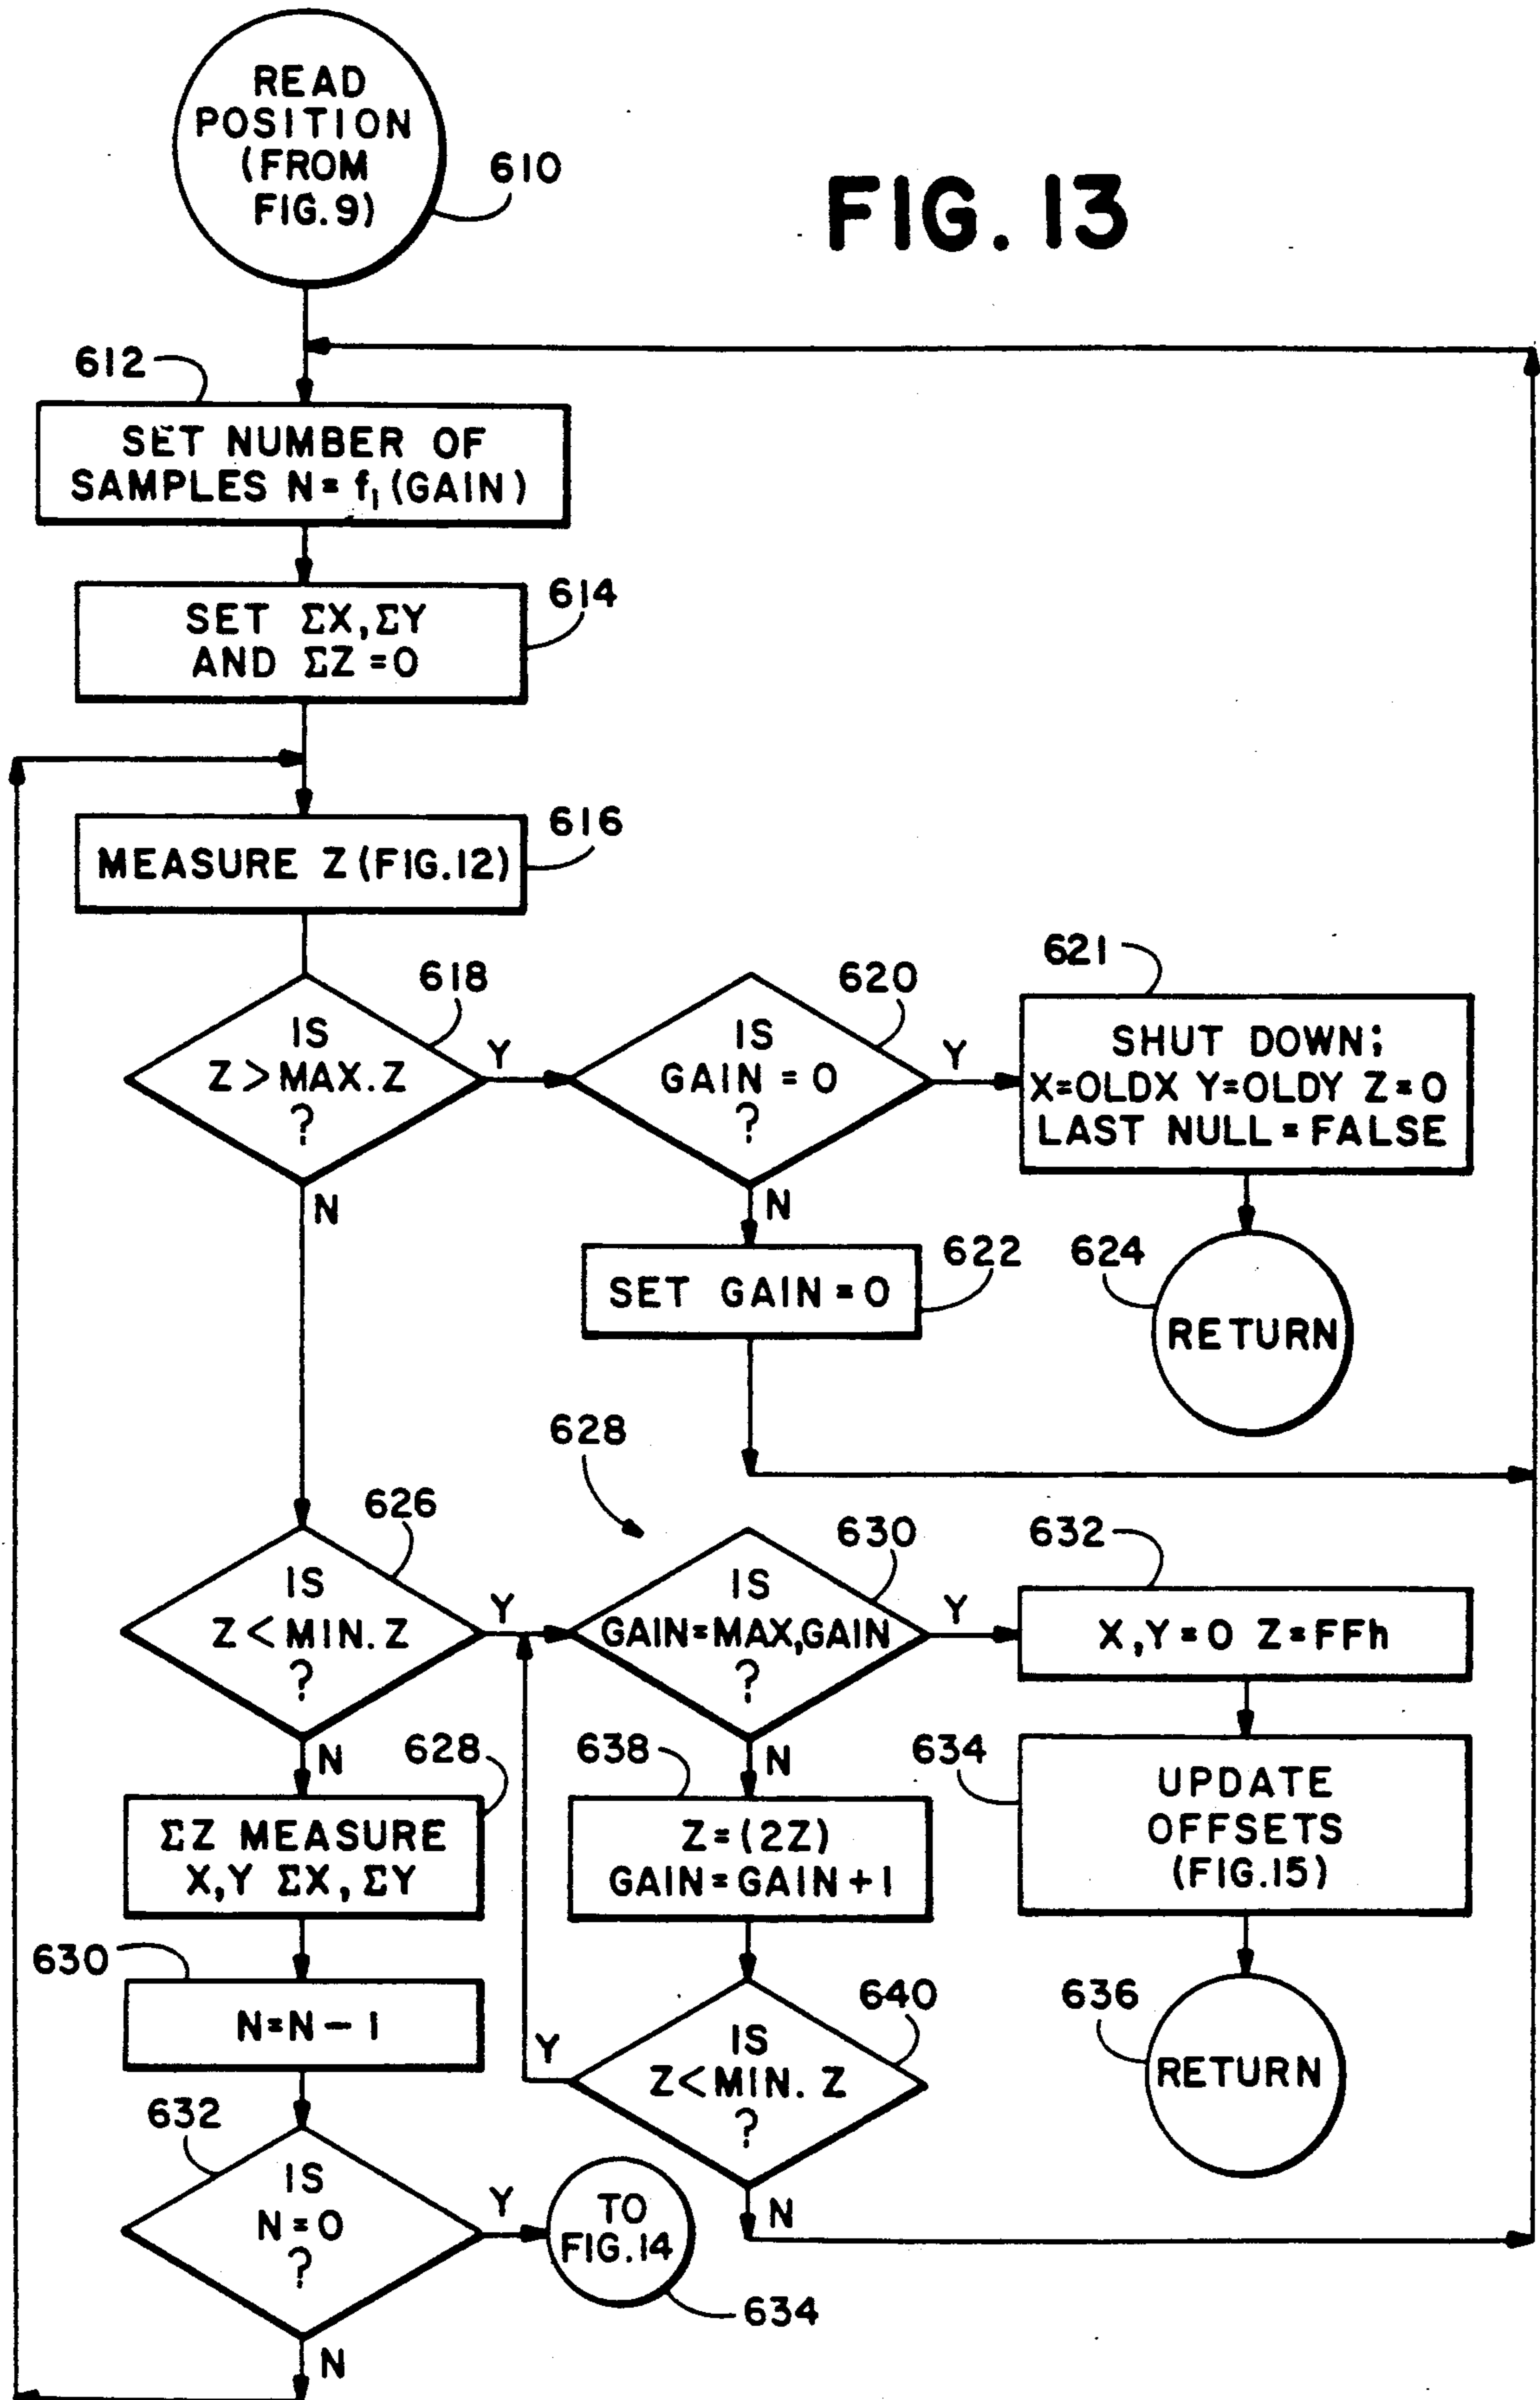 READ
POSITION
(FROM
FIG. 9)
610
FIG. 13
612
SET NUMBER OF
SAMPLES N = f₁ (GAIN)
614
SET ΣX, ΣY
AND ΣZ = 0
616
MEASURE Z (FIG. 12)
618
IS
Z > MAX. Z
?
Y
N
620
IS
GAIN = 0
?
Y
N
621
SHUT DOWN;
X=OLDX Y=OLDY Z=0
LAST NULL = FALSE
622
SET GAIN = 0
624
RETURN
628
626
IS
Z < MIN. Z
?
Y
N
630
IS
GAIN=MAX,GAIN
?
Y
N
632
X,Y=0 Z=FFh
628
ΣZ MEASURE
X,Y ΣX, ΣY
638
Z=(2Z)
GAIN=GAIN+1
634
UPDATE
OFFSETS
(FIG. 15)
630
N=N-1
640
IS
Z<MIN. Z
?
Y
N
636
RETURN
632
IS
N=0
?
Y
N
TO
FIG. 14
634